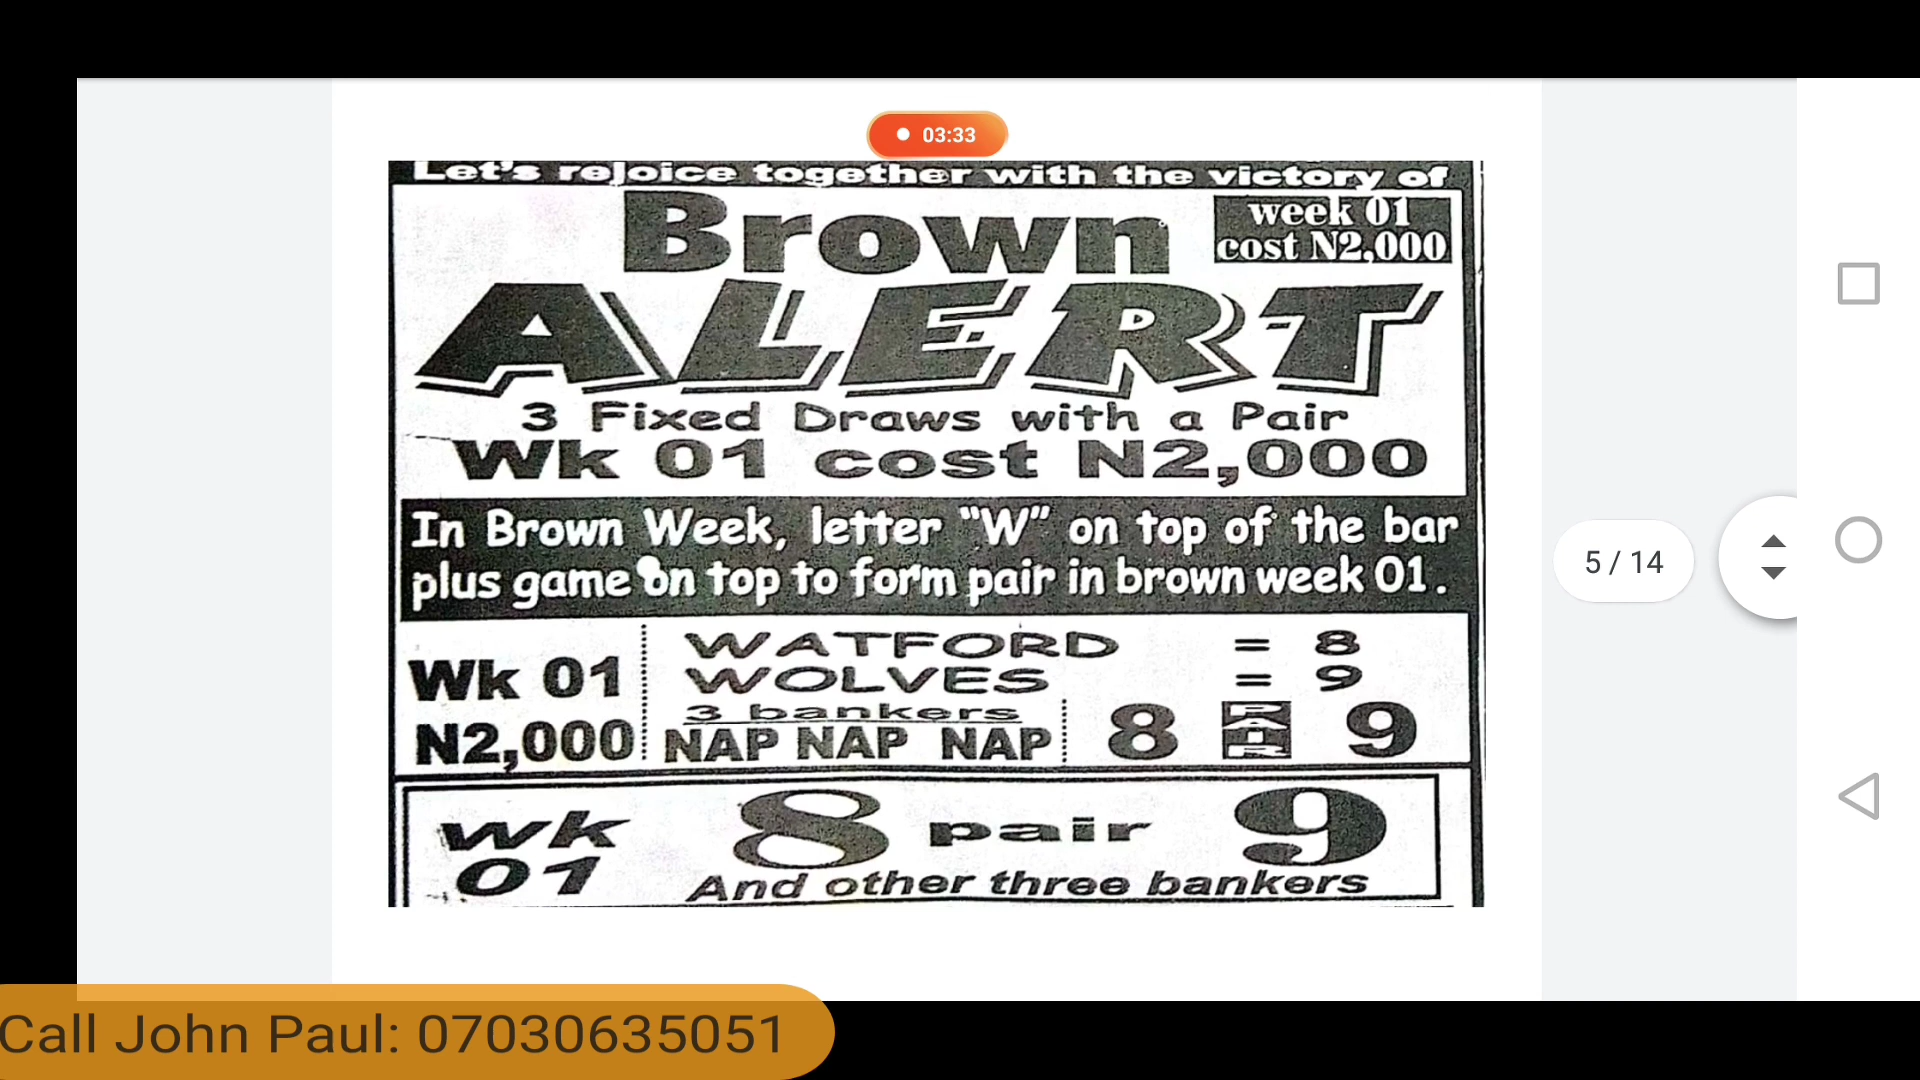 03:33
Let's rejoice together with the victory of
Brown
week 01
cost N2,000
ALERT
3 Fixed Draws with a Pair
Wk 01 cost N2,000
In Brown Week, letter "W" on top of the bar
plus game on top to form pair in brown week 01.
Wk 01
N2,000
WATFORD = 8
WOLVES = 9
3 bankers
NAP NAP NAP
8 PAIR 9
wk
01
8 pair 9
And other three bankers
5 / 14
Call John Paul: 07030635051